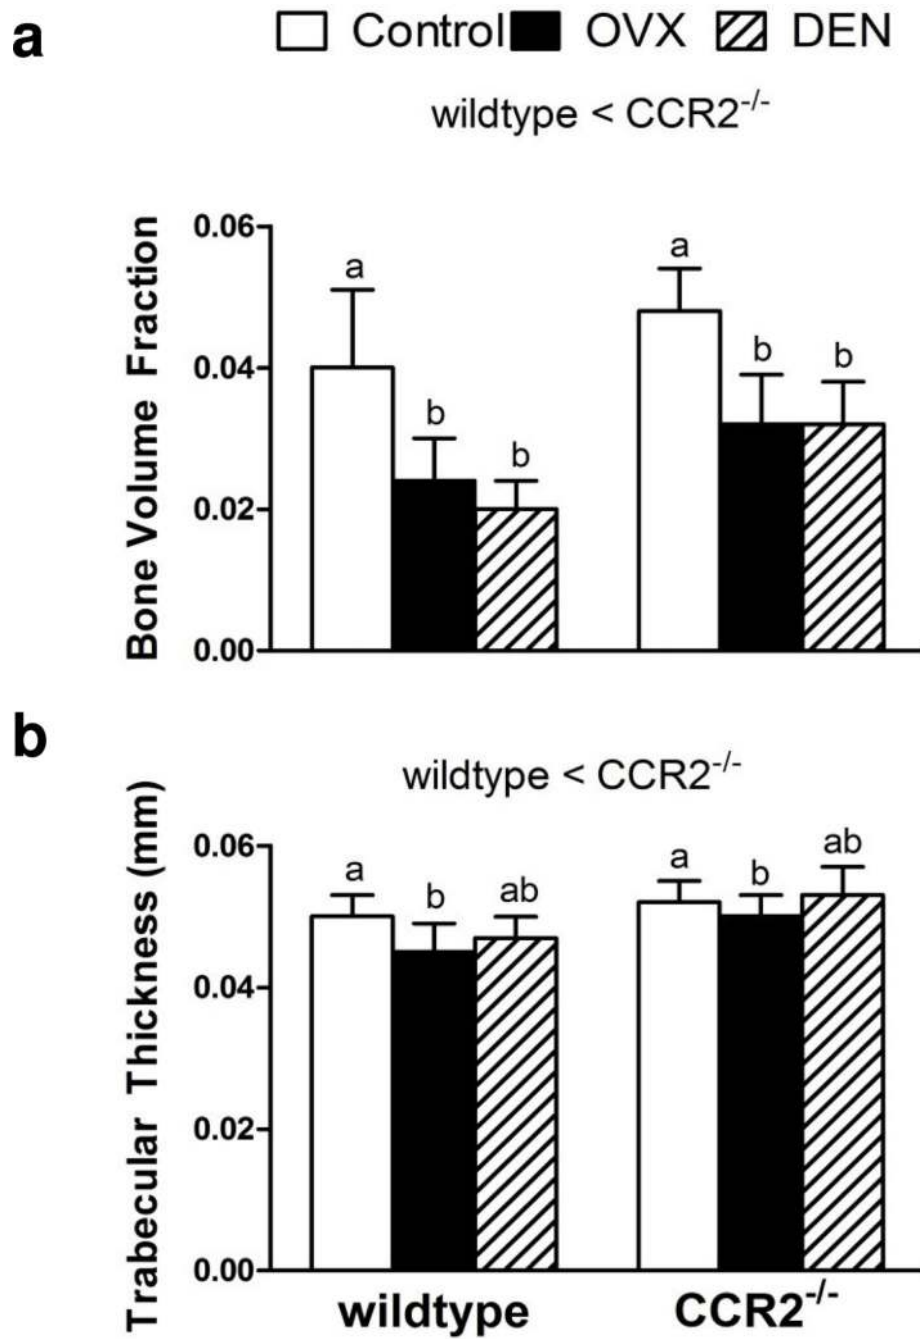 a
Control OVX DEN
wildtype < CCR2-/-
Bone Volume Fraction
0.06
0.04
0.02
0.00
a
b
b
a
b
b
b
wildtype < CCR2-/-
Trabecular Thickness (mm)
0.06
0.04
0.02
0.00
a
b
ab
a
b
ab
wildtype CCR2-/-